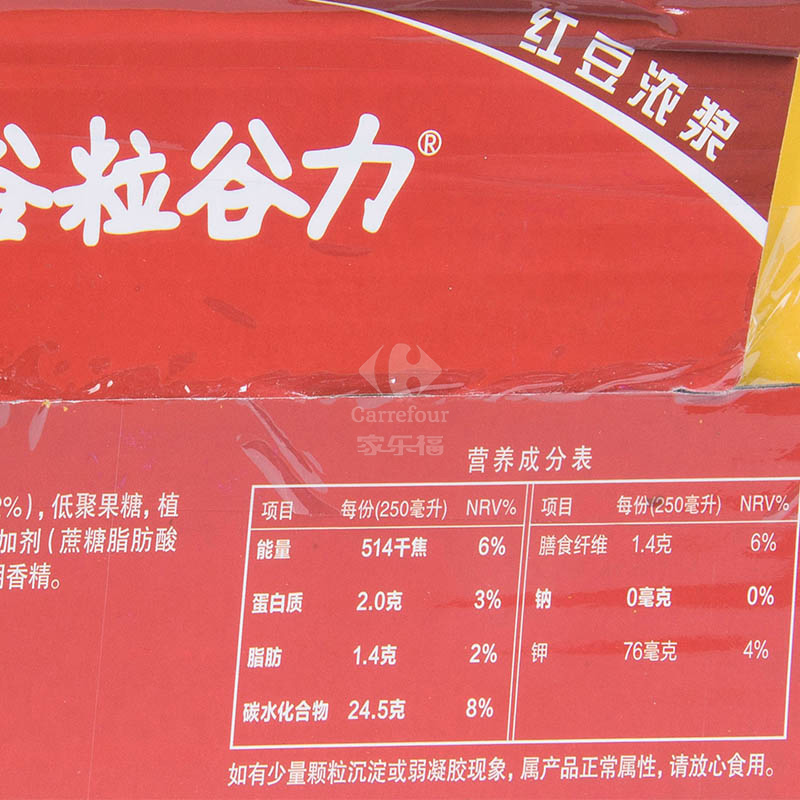 红豆浓浆
谷粒谷力®
Carrefour
家乐福
营养成分表
项目 每份(250毫升) NRV% 项目 每份(250毫升) NRV%
能量 514千焦 6% 膳食纤维 1.4克 6%
蛋白质 2.0克 3% 钠 0毫克 0%
脂肪 1.4克 2% 钾 76毫克 4%
碳水化合物 24.5克 8%
%)，低聚果糖，植
加剂(蔗糖脂肪酸
用香精。
如有少量颗粒沉淀或弱凝胶现象，属产品正常属性，请放心食用。